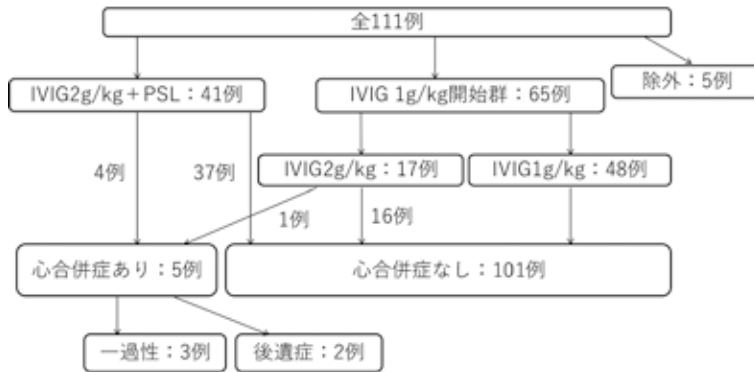 全111例
IVIG2g/kg＋PSL：41例
IVIG 1g/kg開始群：65例
除外：5例
IVIG2g/kg：17例
IVIG1g/kg：48例
4例
37例
1例
16例
心合併症あり：5例
心合併症なし：101例
一過性：3例
後遺症：2例